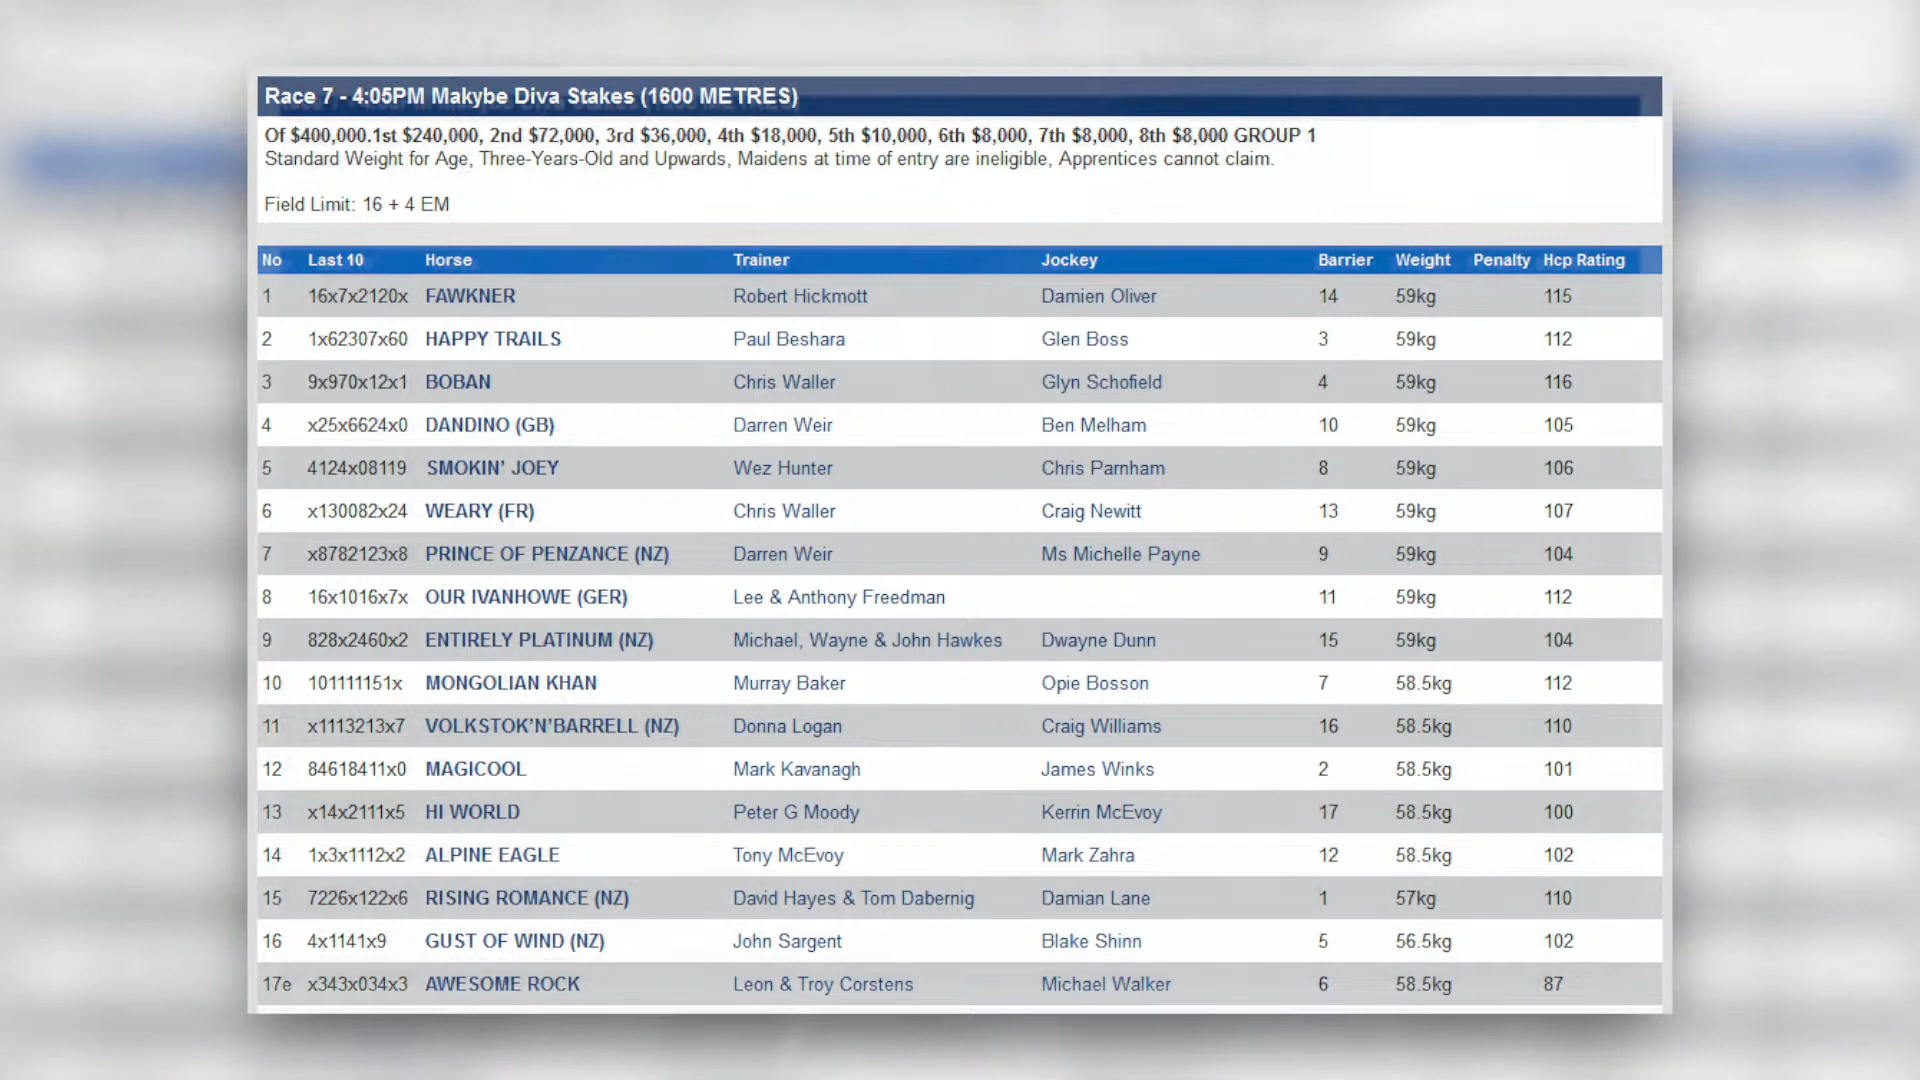 Race 7 - 4:05PM Makybe Diva Stakes (1600 METRES)
Of $400,000.1st $240,000, 2nd $72,000, 3rd $36,000, 4th $18,000, 5th $10,000, 6th $8,000, 7th $8,000, 8th $8,000 GROUP 1
Standard Weight for Age, Three-Years-Old and Upwards, Maidens at time of entry are ineligible, Apprentices cannot claim.
Field Limit: 16 + 4 EM
No Last 10 Horse Trainer Jockey Barrier Weight Penalty Hcp Rating
1 16x7x2120x FAWKNER Robert Hickmott Damien Oliver 14 59kg 115
2 1x62307x60 HAPPY TRAILS Paul Beshara Glen Boss 3 59kg 112
3 9x970x12x1 BOBAN Chris Waller Glyn Schofield 4 59kg 116
4 x25x6624x0 DANDINO (GB) Darren Weir Ben Melham 10 59kg 105
5 4124x08119 SMOKIN' JOEY Wez Hunter Chris Parnham 8 59kg 106
6 x130082x24 WEARY (FR) Chris Waller Craig Newitt 13 59kg 107
7 x8782123x8 PRINCE OF PENZANCE (NZ) Darren Weir Ms Michelle Payne 9 59kg 104
8 16x1016x7x OUR IVANHOWE (GER) Lee & Anthony Freedman 11 59kg 112
9 828x2460x2 ENTIRELY PLATINUM (NZ) Michael, Wayne & John Hawkes Dwayne Dunn 15 59kg 104
10 101111151x MONGOLIAN KHAN Murray Baker Opie Bosson 7 58.5kg 112
11 x1113213x7 VOLKSTOK'N'BARRELL (NZ) Donna Logan Craig Williams 16 58.5kg 110
12 84618411x0 MAGICOOL Mark Kavanagh James Winks 2 58.5kg 101
13 x14x2111x5 HI WORLD Peter G Moody Kerrin McEvoy 17 58.5kg 100
14 1x3x1112x2 ALPINE EAGLE Tony McEvoy Mark Zahra 12 58.5kg 102
15 7226x122x6 RISING ROMANCE (NZ) David Hayes & Tom Dabernig Damian Lane 1 57kg 110
16 4x1141x9 GUST OF WIND (NZ) John Sargent Blake Shinn 5 56.5kg 102
17e x343x034x3 AWESOME ROCK Leon & Troy Corstens Michael Walker 6 58.5kg 87